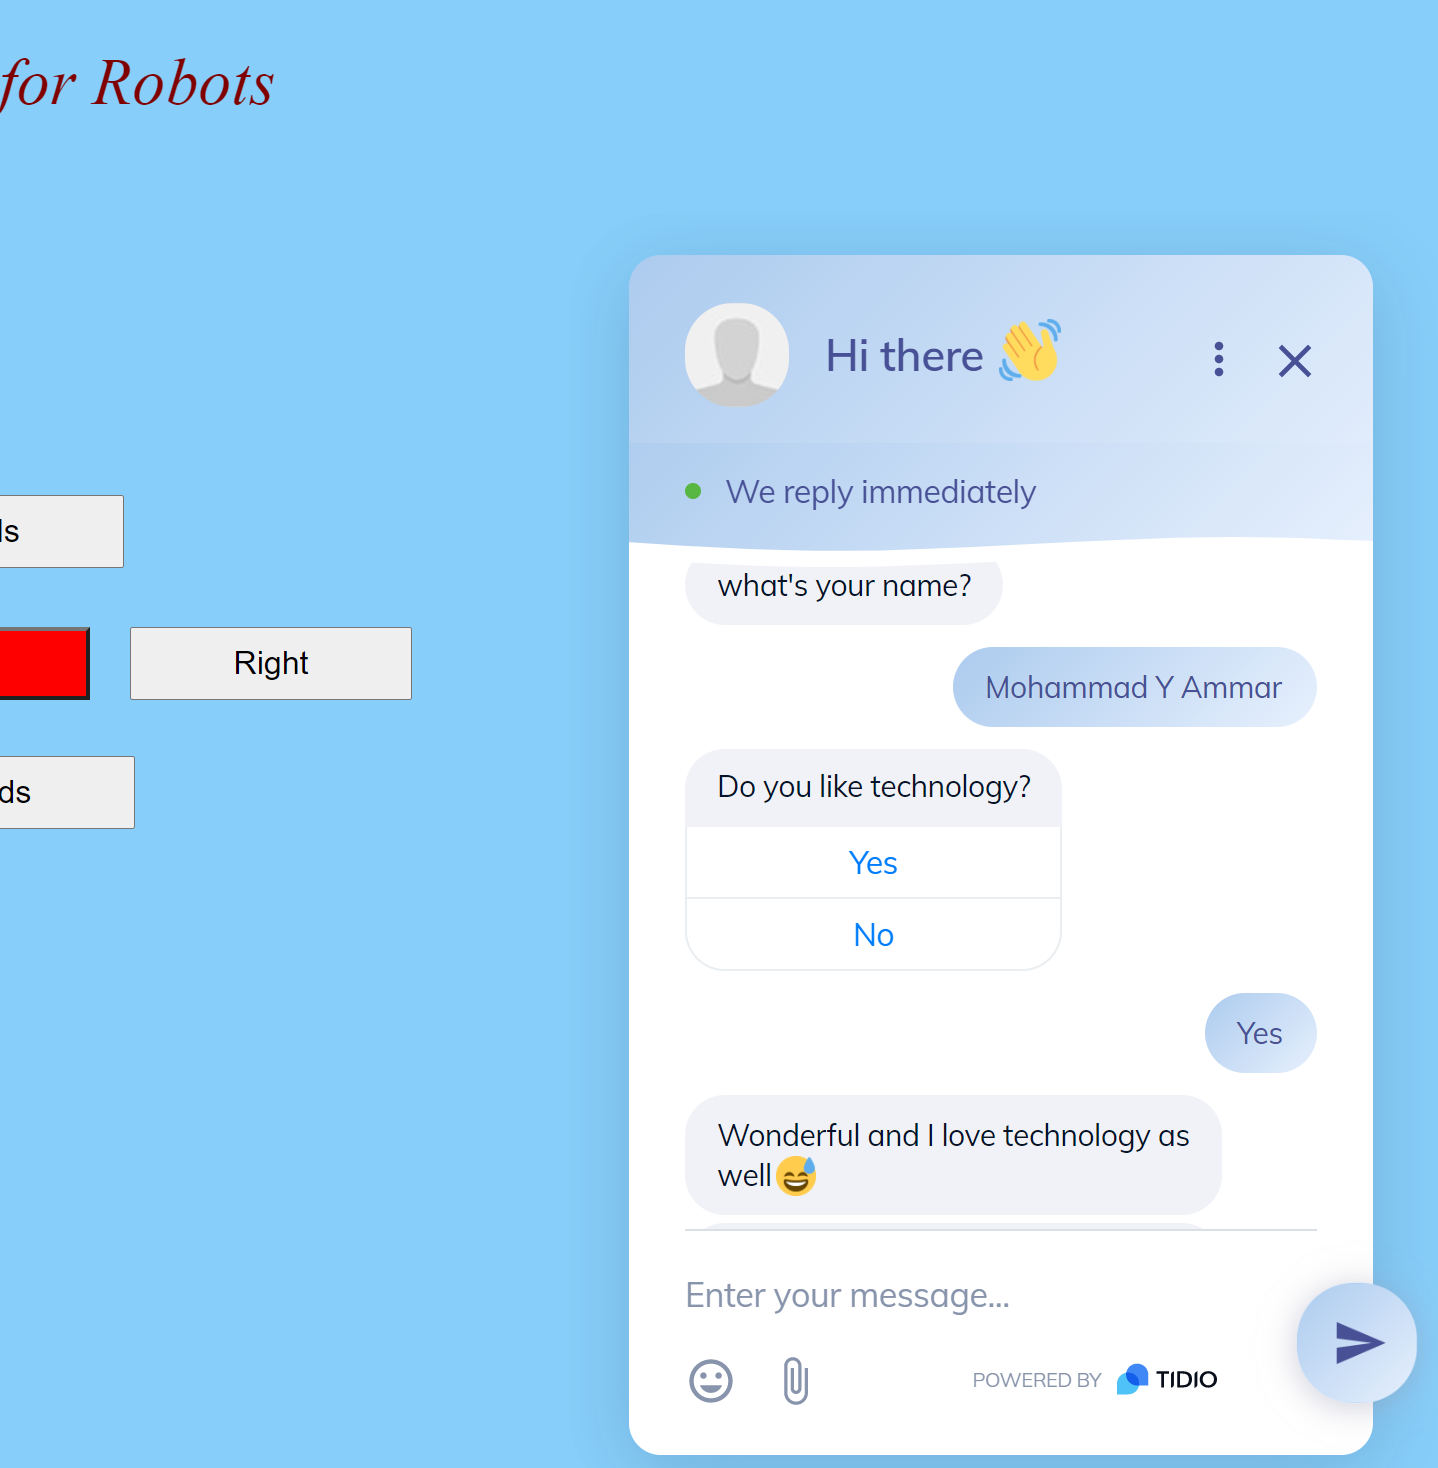 for Robots
Hi there
We reply immediately
what's your name?
Mohammad Y Ammar
Do you like technology?
Yes
No
Yes
Wonderful and I love technology as
well
Enter your message...
POWERED BY TIDIO
ls
Right
ds